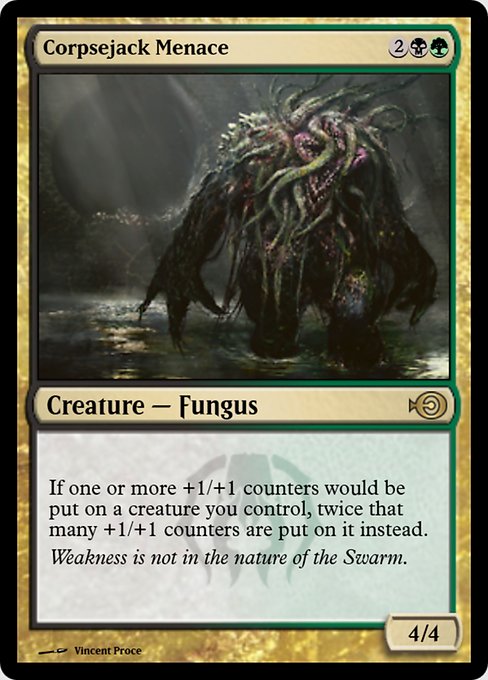 Corpsejack Menace 2
Creature — Fungus
If one or more +1/+1 counters would be
put on a creature you control, twice that
many +1/+1 counters are put on it instead.
Weakness is not in the nature of the Swarm.
4/4
Vincent Proce